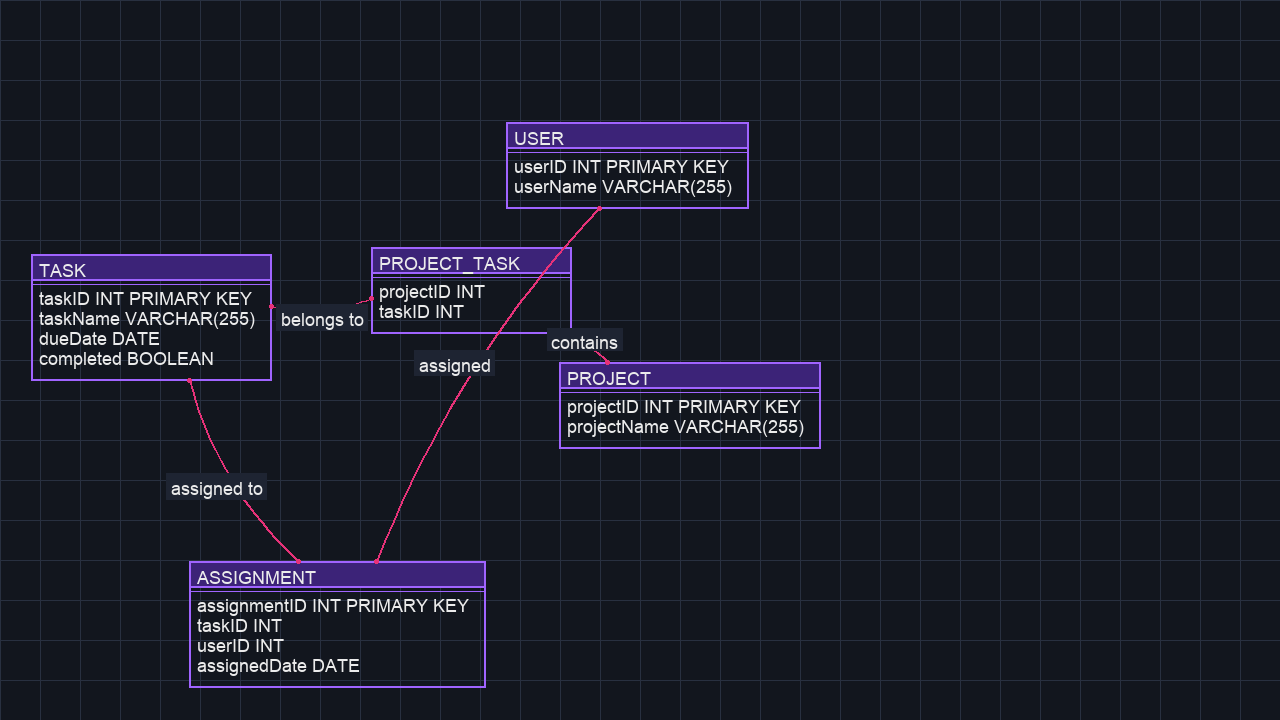 USER
userID INT PRIMARY KEY
userName VARCHAR(255)
TASK
taskID INT PRIMARY KEY
taskName VARCHAR(255)
dueDate DATE
completed BOOLEAN
belongs to
PROJECT_TASK
projectID INT
taskID INT
contains
assigned
PROJECT
projectID INT PRIMARY KEY
projectName VARCHAR(255)
assigned to
ASSIGNMENT
assignmentID INT PRIMARY KEY
taskID INT
userID INT
assignedDate DATE